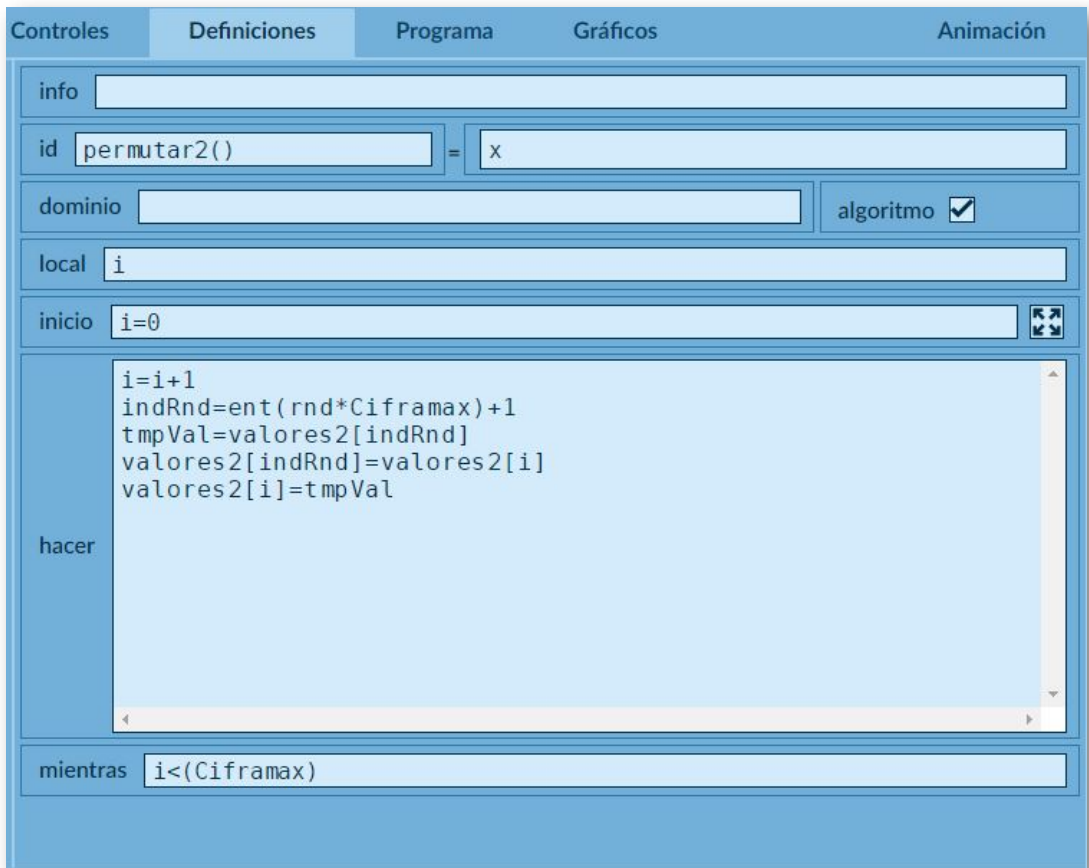 Controles Definiciones Programa Gráficos Animación
info
id permutar2() = x
dominio algoritmo
local i
inicio i=0
i=i+1
indRnd=ent(rnd*Ciframax)+1
tmpVal=valores2[indRnd]
valores2[indRnd]=valores2[i]
valores2[i]=tmpVal
hacer
mientras i<(Ciframax)